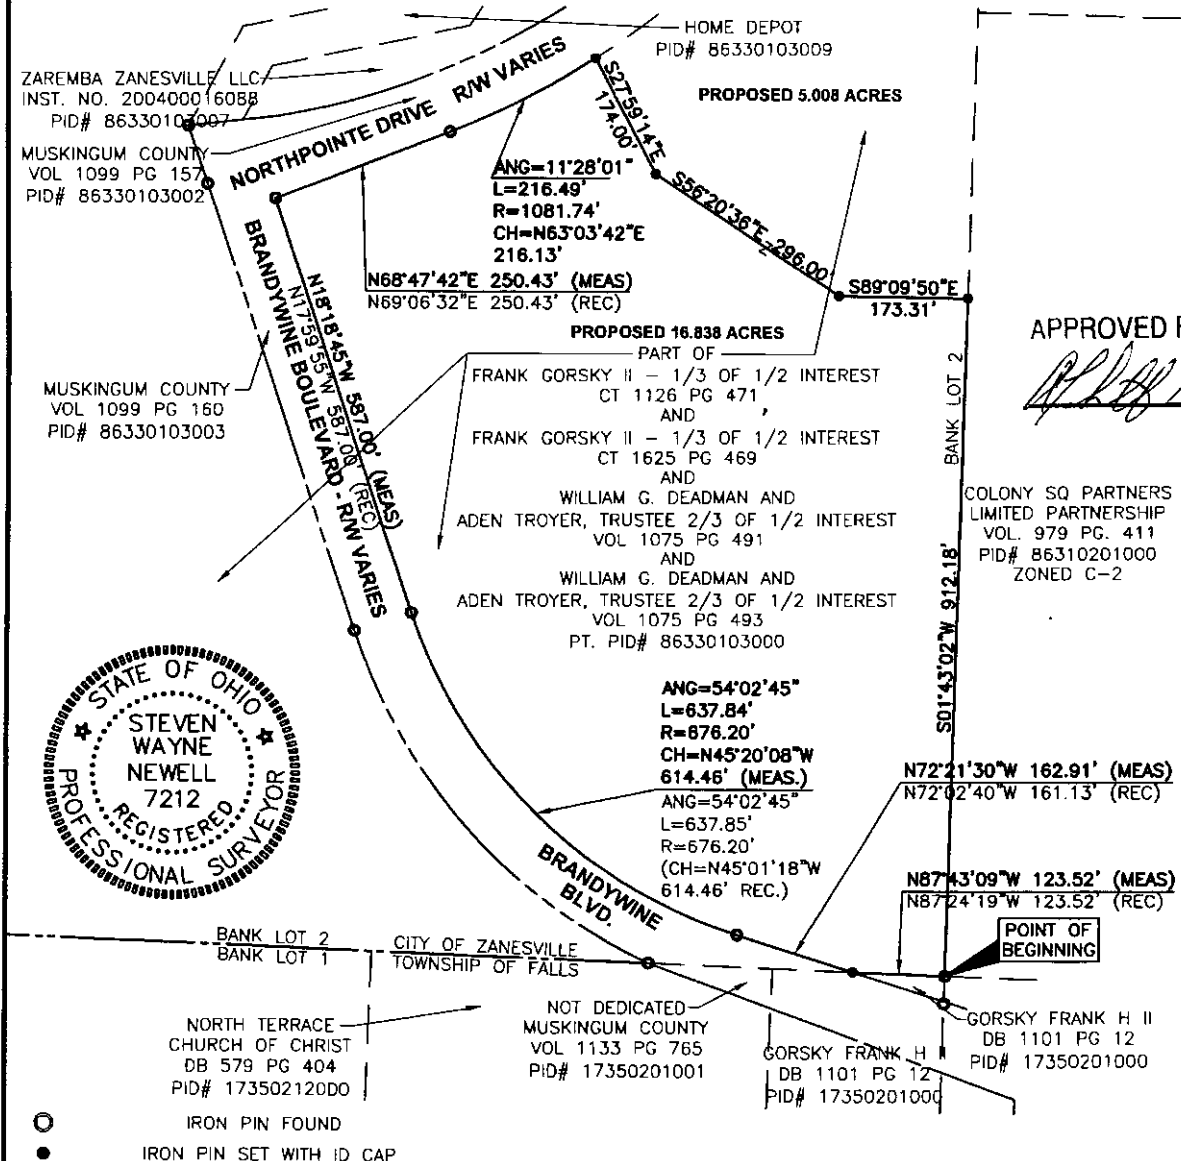 HOME DEPOT
PID# 86330103009
ZAREMBA ZANESVILLE LLC
INST. NO. 200400016088
PID# 86330103007
MUSKINGUM COUNTY
VOL 1099 PG 157
PID# 86330103002
NORTHPOINTE DRIVE R/W VARIES
S27°59'14"E
174.00'
PROPOSED 5.008 ACRES
ANG=11°28'01"
L=216.49'
R=1081.74'
CH=N63°03'42"E
216.13'
S56°20'36"E 296.00'
N68°47'42"E 250.43' (MEAS)
N69°06'32"E 250.43' (REC)
S89°09'50"E
173.31'
BRANDYWINE BOULEVARD - R/W VARIES
N18°18'45"W 587.00' (MEAS)
N17°59'55"W 587.00' (REC)
PROPOSED 16.838 ACRES
PART OF
FRANK GORSKY II – 1/3 OF 1/2 INTEREST
CT 1126 PG 471
AND
FRANK GORSKY II – 1/3 OF 1/2 INTEREST
CT 1625 PG 469
AND
WILLIAM G. DEADMAN AND
ADEN TROYER, TRUSTEE 2/3 OF 1/2 INTEREST
VOL 1075 PG 491
AND
WILLIAM G. DEADMAN AND
ADEN TROYER, TRUSTEE 2/3 OF 1/2 INTEREST
VOL 1075 PG 493
PT. PID# 86330103000
APPROVED
BANK LOT 2
MUSKINGUM COUNTY
VOL 1099 PG 160
PID# 86330103003
COLONY SQ PARTNERS
LIMITED PARTNERSHIP
VOL. 979 PG. 411
PID# 86310201000
ZONED C-2
S01°43'02"W 912.18'
STATE OF OHIO
STEVEN
WAYNE
NEWELL
7212
REGISTERED
PROFESSIONAL SURVEYOR
ANG=54°02'45"
L=637.84'
R=676.20'
CH=N45°20'08"W
614.46' (MEAS.)
ANG=54°02'45"
L=637.85'
R=676.20'
(CH=N45°01'18"W
614.46' REC.)
N72°21'30"W 162.91' (MEAS)
N72°02'40"W 161.13' (REC)
N87°43'09"W 123.52' (MEAS)
N87°24'19"W 123.52' (REC)
BRANDYWINE
BLVD.
POINT OF
BEGINNING
BANK LOT 2
BANK LOT 1
CITY OF ZANESVILLE
TOWNSHIP OF FALLS
NORTH TERRACE
CHURCH OF CHRIST
DB 579 PG 404
PID# 17350212000
NOT DEDICATED
MUSKINGUM COUNTY
VOL 1133 PG 765
PID# 17350201001
GORSKY FRANK H
DB 1101 PG 12
PID# 17350201000
GORSKY FRANK H II
DB 1101 PG 12
PID# 17350201000
IRON PIN FOUND
IRON PIN SET WITH ID CAP